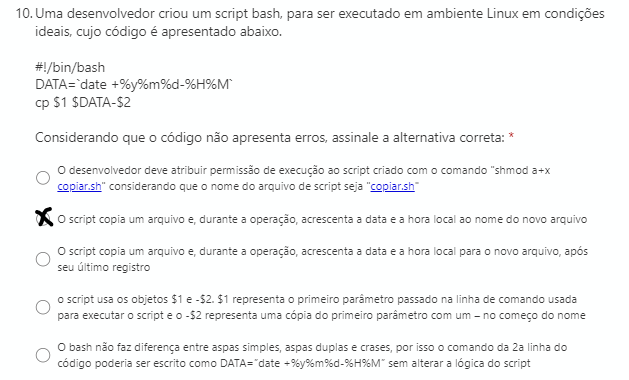 10. Uma desenvolvedor criou um script bash, para ser executado em ambiente Linux em condições
ideais, cujo código é apresentado abaixo.
#!/bin/bash
DATA=`date +%y%m%d-%H%M`
cp $1 $DATA-$2
Considerando que o código não apresenta erros, assinale a alternativa correta: *
O desenvolvedor deve atribuir permissão de execução ao script criado com o comando "shmod a+x
copiar.sh" considerando que o nome do arquivo de script seja "copiar.sh"
O script copia um arquivo e, durante a operação, acrescenta a data e a hora local ao nome do novo arquivo
O script copia um arquivo e, durante a operação, acrescenta a data e a hora local para o novo arquivo, após
seu último registro
o script usa os objetos $1 e -$2. $1 representa o primeiro parâmetro passado na linha de comando usada
para executar o script e o -$2 representa uma cópia do primeiro parâmetro com um – no começo do nome
O bash não faz diferença entre aspas simples, aspas duplas e crases, por isso o comando da 2a linha do
código poderia ser escrito como DATA="date +%y%m%d-%H%M" sem alterar a lógica do script